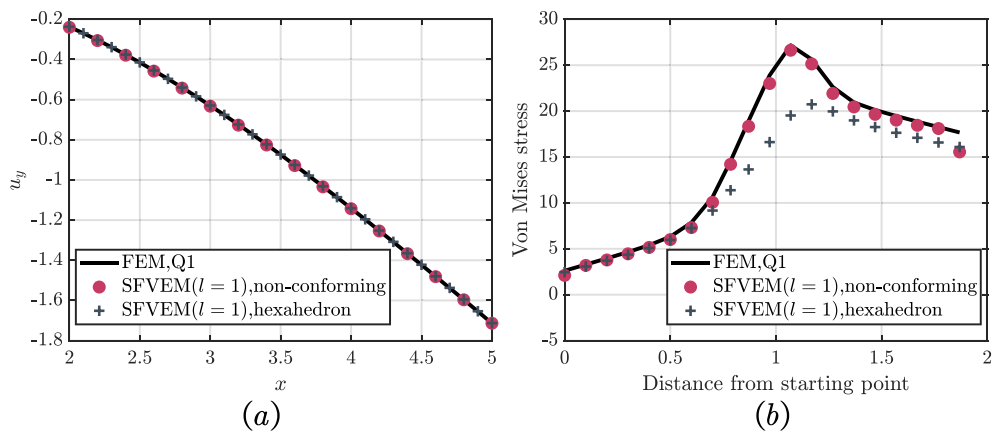 -0.2
-0.4
-0.6
-0.8
-1
-1.2
-1.4
-1.6
-1.8
u_y
2 2.5 3 3.5 4 4.5 5
x
FEM,Q1
SFVEM(l = 1),non-conforming
SFVEM(l = 1),hexahedron
(a)
30
25
20
15
10
5
0
-5
Von Mises stress
0 0.5 1 1.5 2
Distance from starting point
FEM,Q1
SFVEM(l = 1),non-conforming
SFVEM(l = 1),hexahedron
(b)